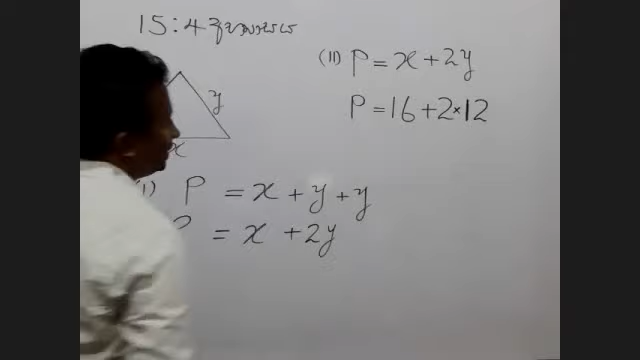 15:4
y
x
(I) P = x + y + y
= x + 2y
(II) P = x + 2y
P = 16 + 2×12